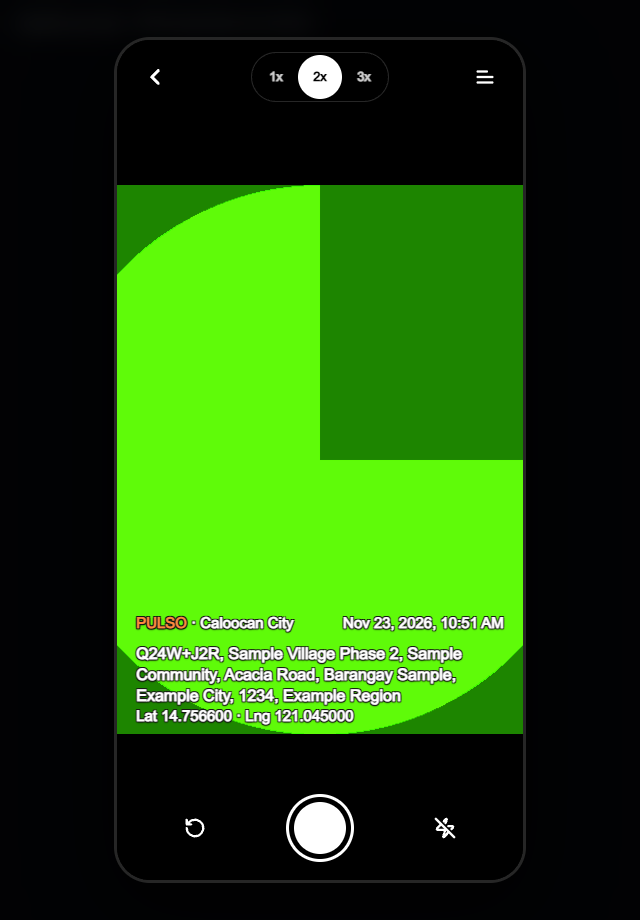 1x 2x 3x
PULSO · Caloocan City Nov 23, 2026, 10:51 AM
Q24W+J2R, Sample Village Phase 2, Sample
Community, Acacia Road, Barangay Sample,
Example City, 1234, Example Region
Lat 14.756600 · Lng 121.045000